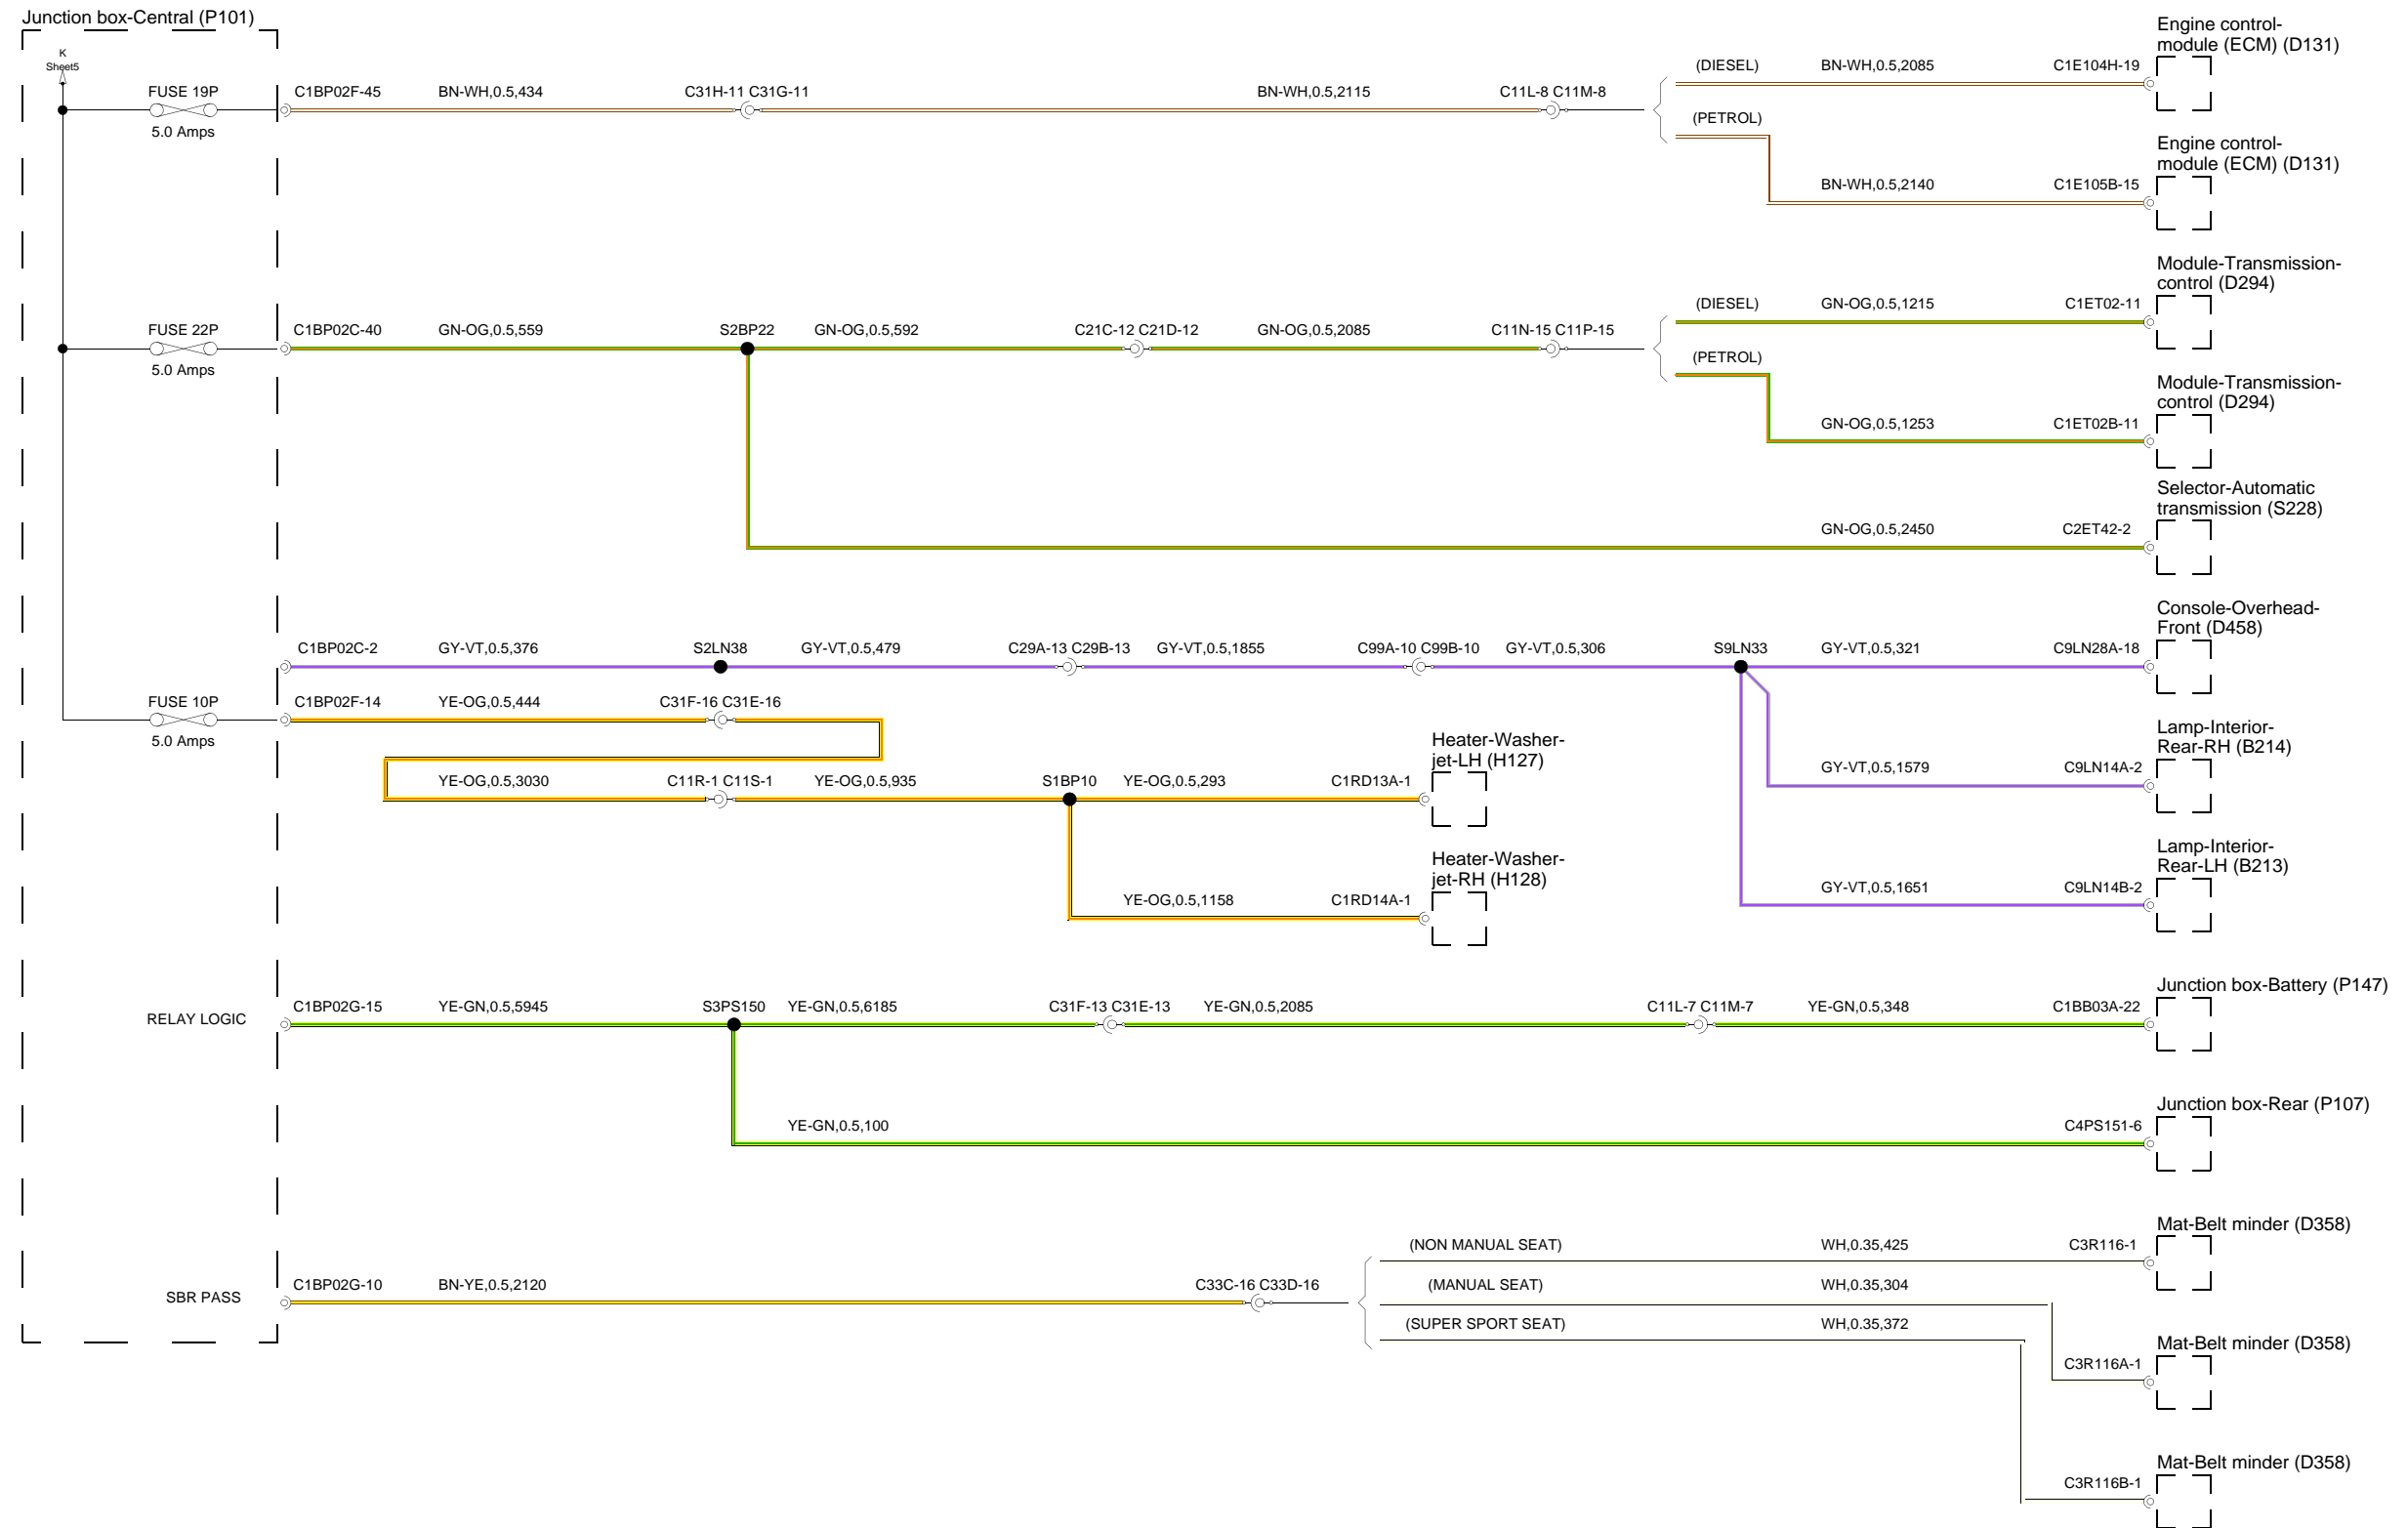 Junction box-Central (P101)
K
Sheet5
FUSE 19P
5.0 Amps
C1BP02F-45
BN-WH,0.5,434
C31H-11 C31G-11
BN-WH,0.5,2115
C11L-8 C11M-8
(DIESEL)
BN-WH,0.5,2085
C1E104H-19
Engine control-
module (ECM) (D131)
(PETROL)
BN-WH,0.5,2140
C1E105B-15
Engine control-
module (ECM) (D131)
FUSE 22P
5.0 Amps
C1BP02C-40
GN-OG,0.5,559
S2BP22
GN-OG,0.5,592
C21C-12 C21D-12
GN-OG,0.5,2085
C11N-15 C11P-15
(DIESEL)
GN-OG,0.5,1215
C1ET02-11
Module-Transmission-
control (D294)
(PETROL)
GN-OG,0.5,1253
C1ET02B-11
Module-Transmission-
control (D294)
GN-OG,0.5,2450
C2ET42-2
Selector-Automatic
transmission (S228)
C1BP02C-2
GY-VT,0.5,376
S2LN38
GY-VT,0.5,479
C29A-13 C29B-13
GY-VT,0.5,1855
C99A-10 C99B-10
GY-VT,0.5,306
S9LN33
GY-VT,0.5,321
C9LN28A-18
Console-Overhead-
Front (D458)
FUSE 10P
5.0 Amps
C1BP02F-14
YE-OG,0.5,444
C31F-16 C31E-16
YE-OG,0.5,3030
C11R-1 C11S-1
YE-OG,0.5,935
S1BP10
YE-OG,0.5,293
C1RD13A-1
Heater-Washer-
jet-LH (H127)
YE-OG,0.5,1158
C1RD14A-1
Heater-Washer-
jet-RH (H128)
GY-VT,0.5,1579
C9LN14A-2
Lamp-Interior-
Rear-RH (B214)
GY-VT,0.5,1651
C9LN14B-2
Lamp-Interior-
Rear-LH (B213)
RELAY LOGIC
C1BP02G-15
YE-GN,0.5,5945
S3PS150
YE-GN,0.5,6185
C31F-13 C31E-13
YE-GN,0.5,2085
C11L-7 C11M-7
YE-GN,0.5,348
C1BB03A-22
Junction box-Battery (P147)
YE-GN,0.5,100
C4PS151-6
Junction box-Rear (P107)
SBR PASS
C1BP02G-10
BN-YE,0.5,2120
C33C-16 C33D-16
(NON MANUAL SEAT)
WH,0.35,425
C3R116-1
Mat-Belt minder (D358)
(MANUAL SEAT)
WH,0.35,304
(SUPER SPORT SEAT)
WH,0.35,372
C3R116A-1
Mat-Belt minder (D358)
C3R116B-1
Mat-Belt minder (D358)